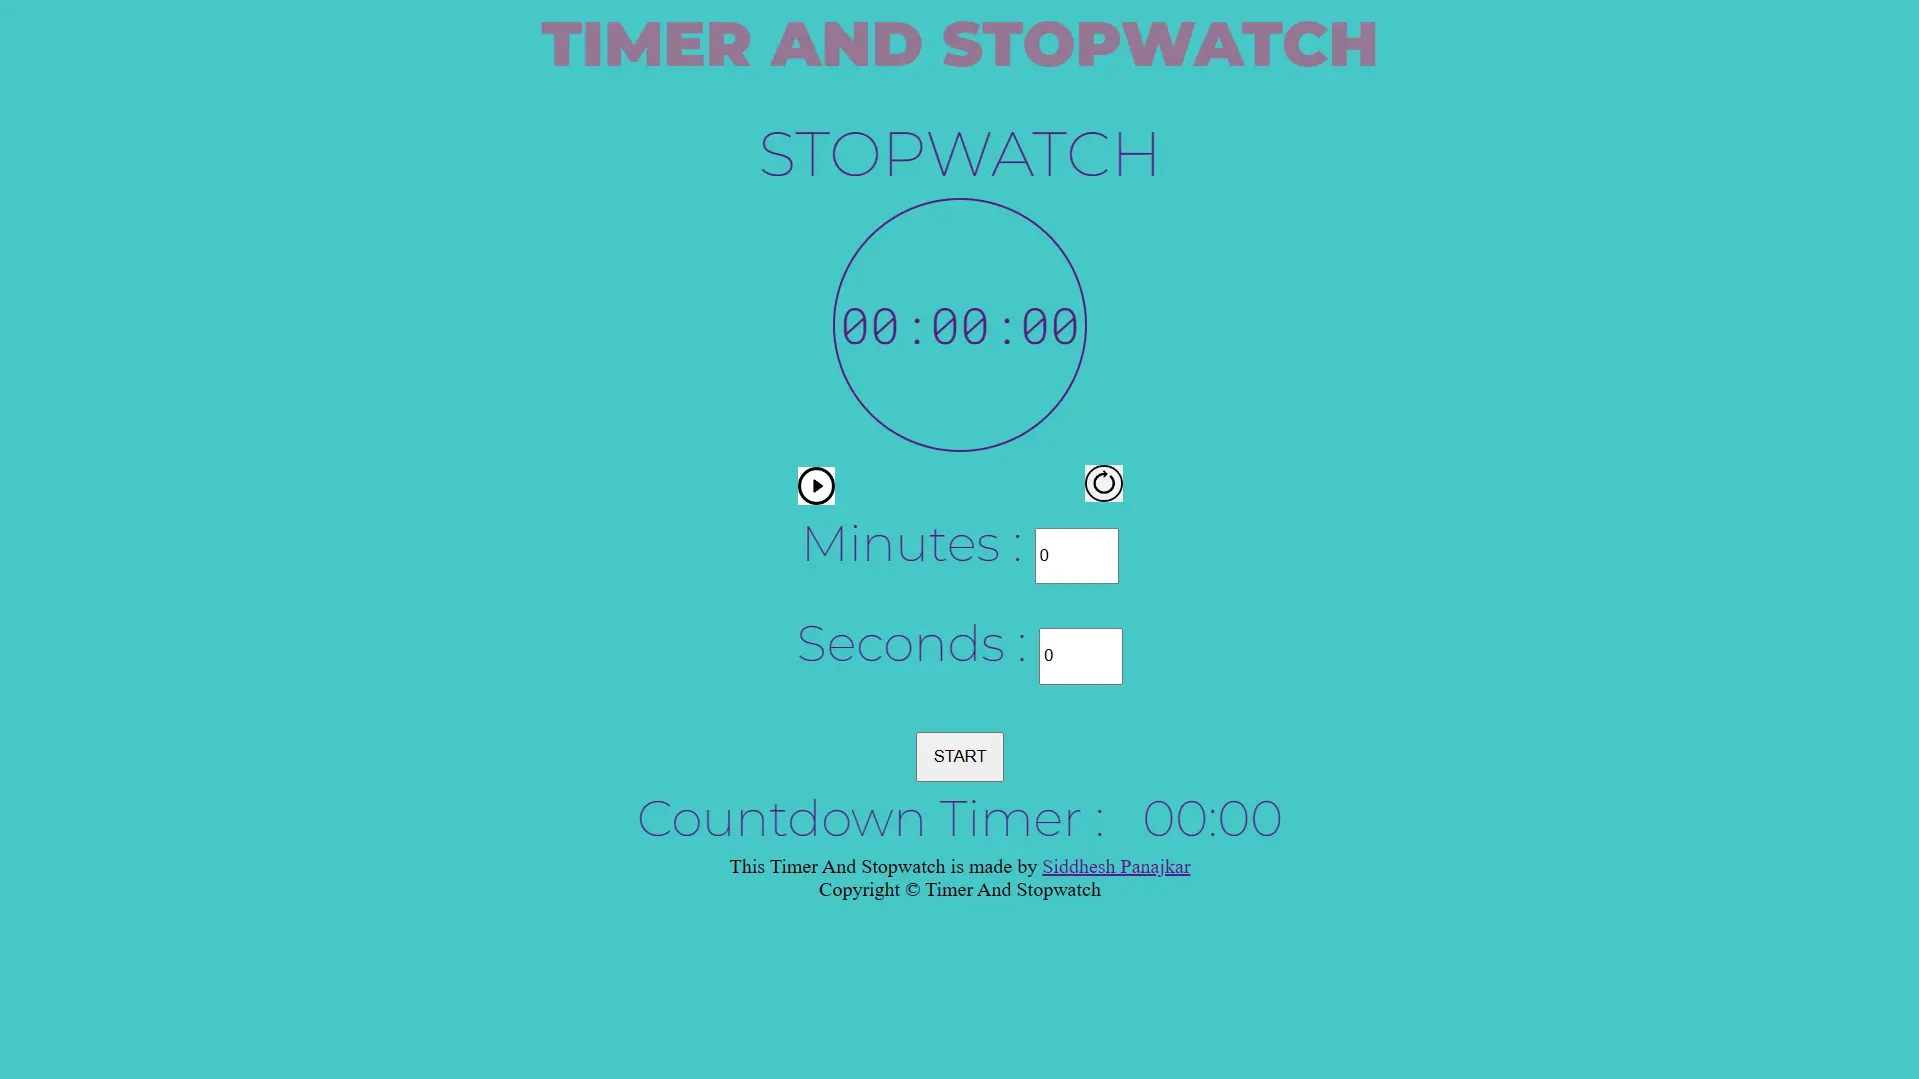 TIMER AND STOPWATCH
STOPWATCH
00:00:00
Minutes : 0
Seconds : 0
START
Countdown Timer : 00:00
This Timer And Stopwatch is made by Siddhesh Panajkar
Copyright © Timer And Stopwatch